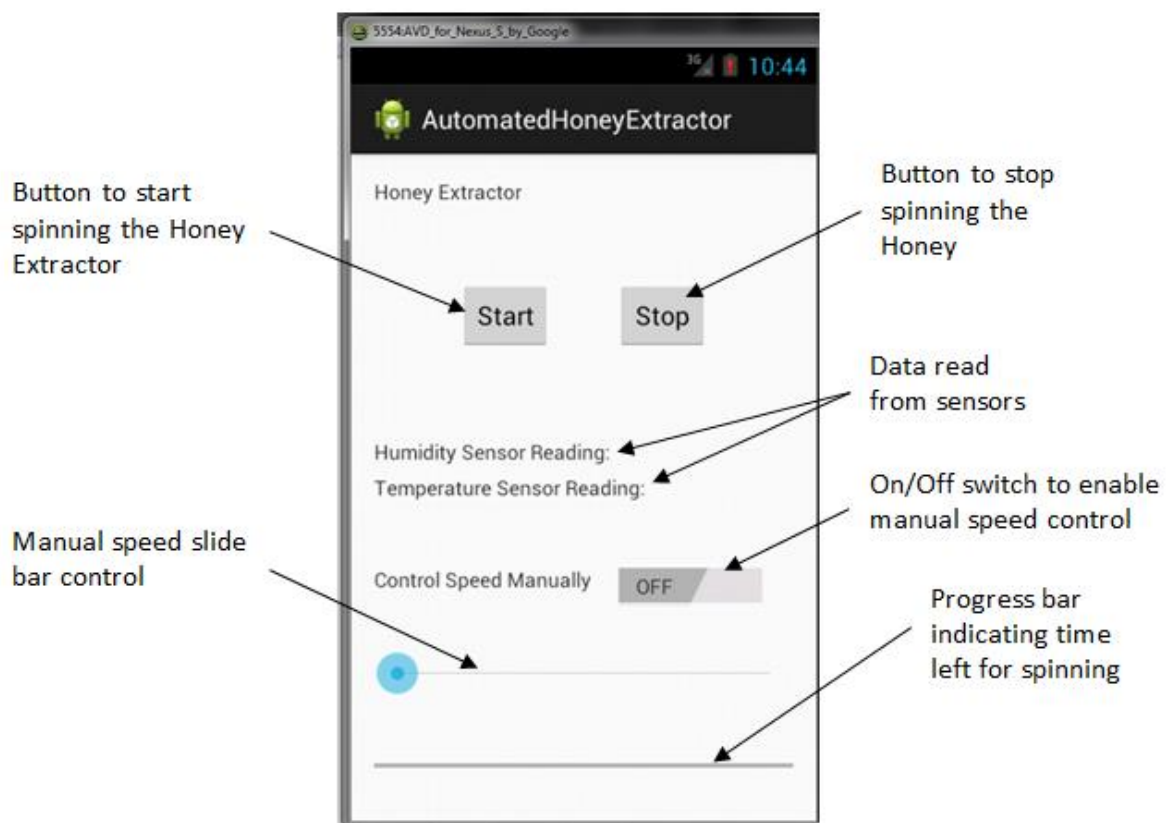 5554:AVD_for_Nexus_S_by_Google
3G
10:44
AutomatedHoneyExtractor
Honey Extractor
Button to start
spinning the Honey
Extractor
Button to stop
spinning the
Honey
Start
Stop
Data read
from sensors
Humidity Sensor Reading:
Temperature Sensor Reading:
On/Off switch to enable
manual speed control
Manual speed slide
bar control
Control Speed Manually
OFF
Progress bar
indicating time
left for spinning